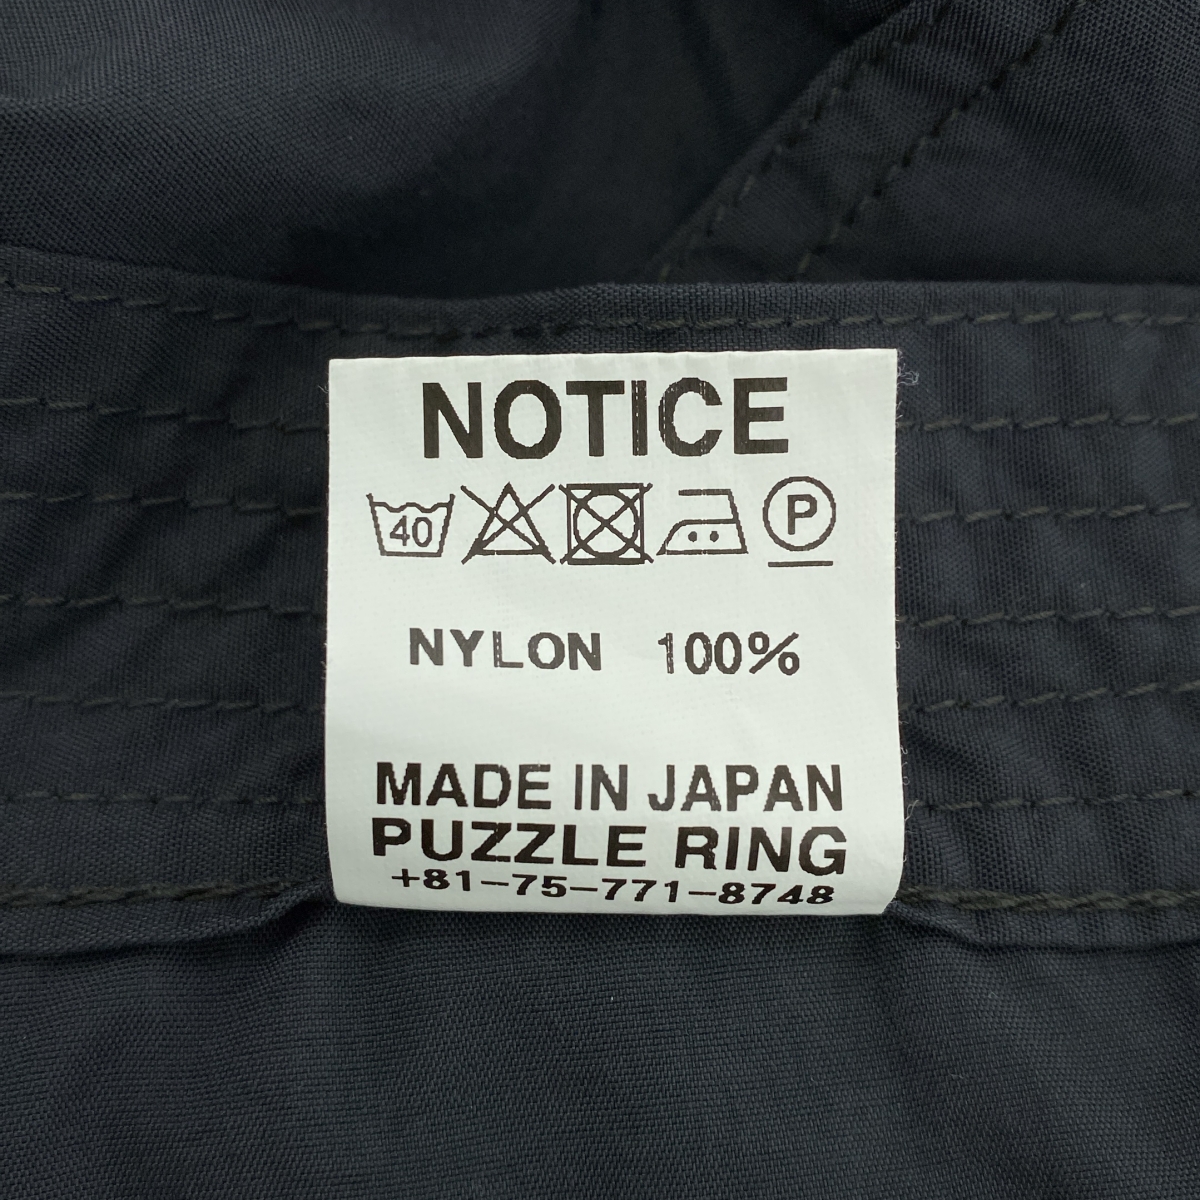 NOTICE
40 P
NYLON 100%
MADE IN JAPAN
PUZZLE RING
+81-75-771-8748